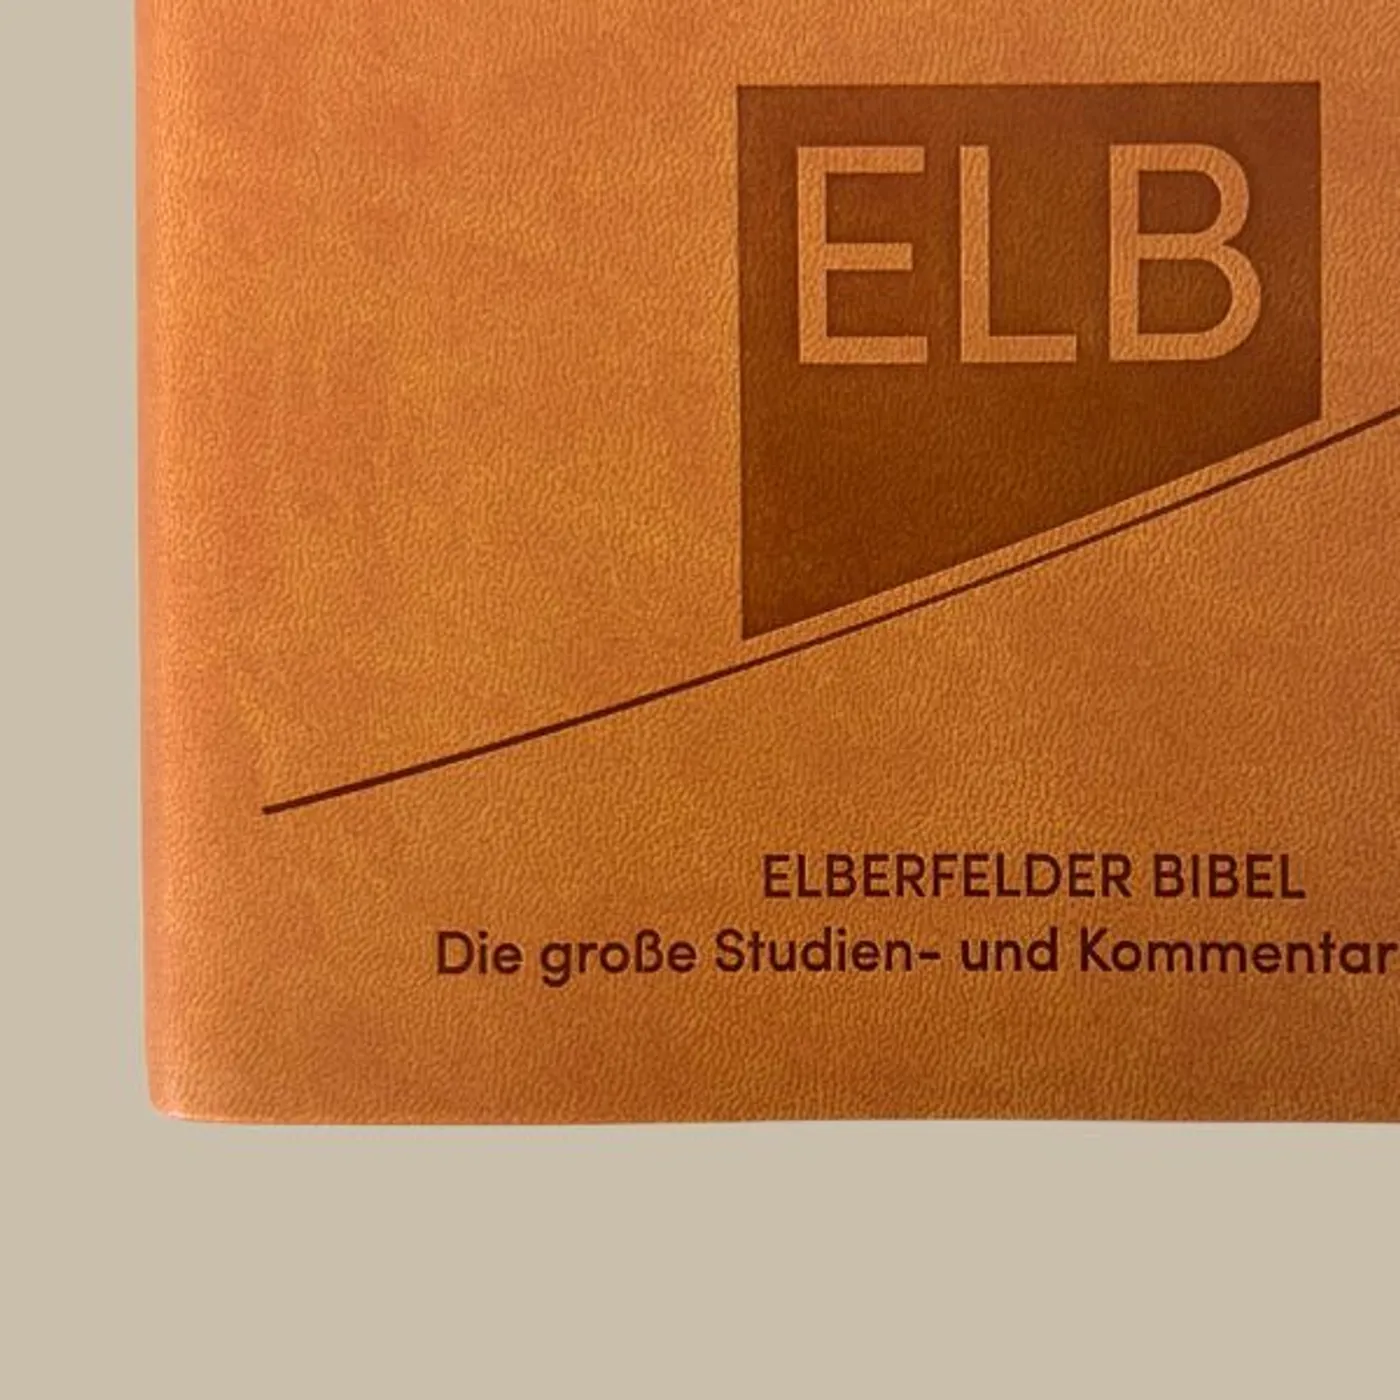 ELB
ELBERFELDER BIBEL
Die große Studien- und Kommentar